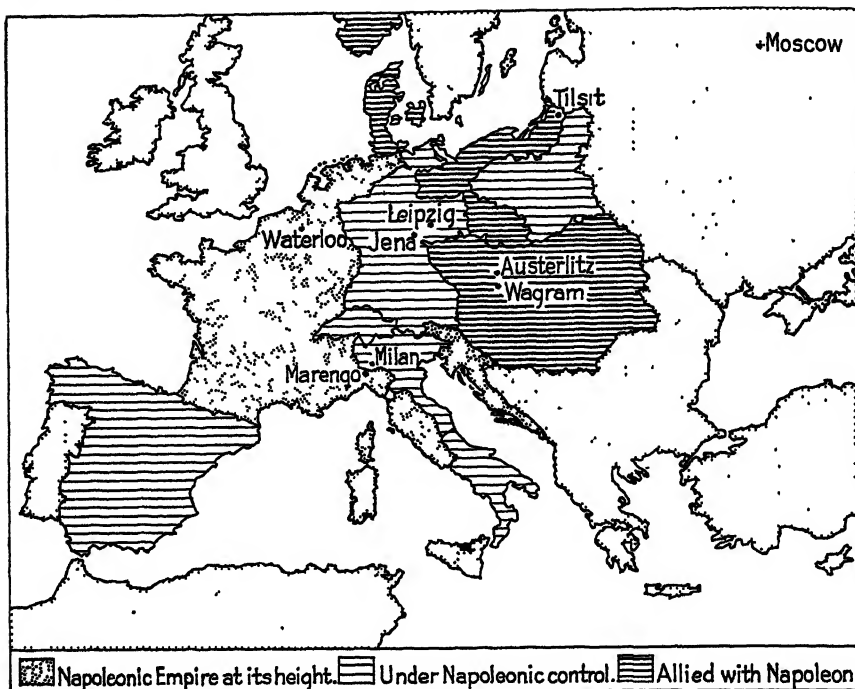 Moscow
Tilsit
Leipzig
Waterloo
Jena
Austerlitz
Wagram
Milan
Marengo
Napoleonic Empire at its height. Under Napoleonic control. Allied with Napoleon